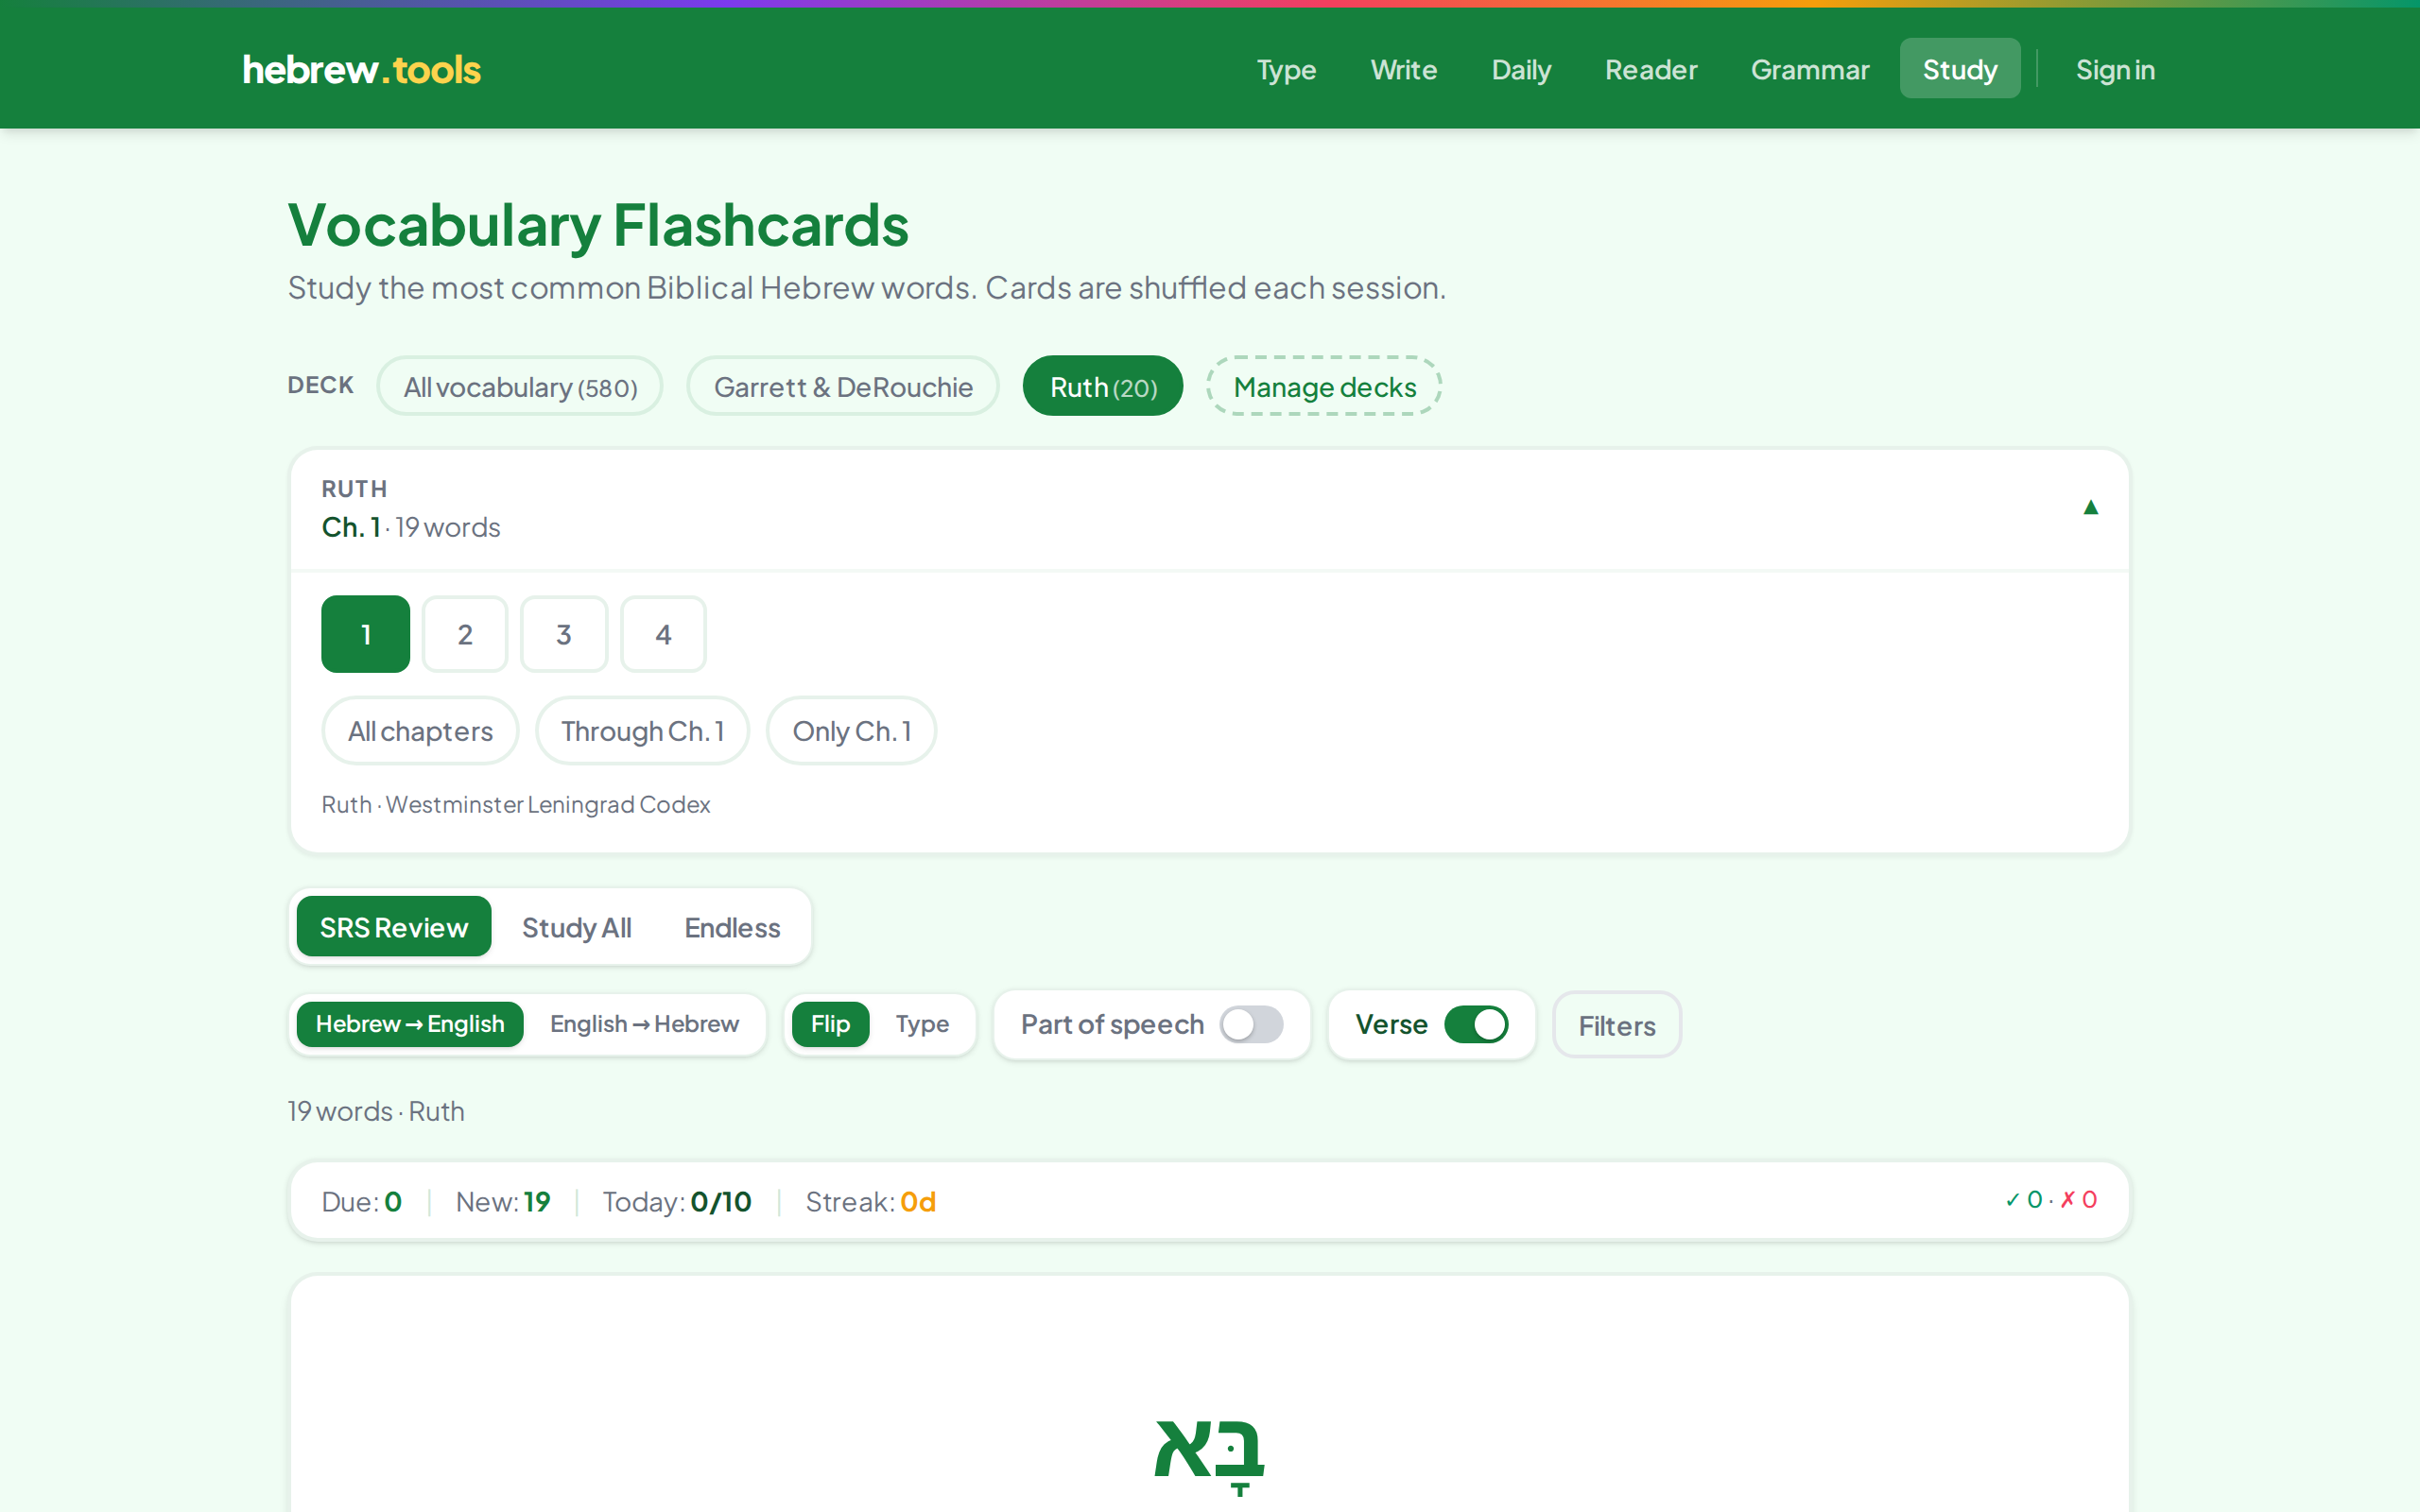 hebrew.tools
Type Write Daily Reader Grammar Study Sign in
Vocabulary Flashcards
Study the most common Biblical Hebrew words. Cards are shuffled each session.
DECK All vocabulary (580) Garrett & DeRouchie Ruth (20) Manage decks
RUTH
Ch. 1 · 19 words
▲
1 2 3 4
All chapters Through Ch. 1 Only Ch. 1
Ruth · Westminster Leningrad Codex
SRS Review Study All Endless
Hebrew → English English → Hebrew Flip Type Part of speech Verse Filters
19 words · Ruth
Due: 0 New: 19 Today: 0/10 Streak: 0d ✓ 0 · ✗ 0
בָּא